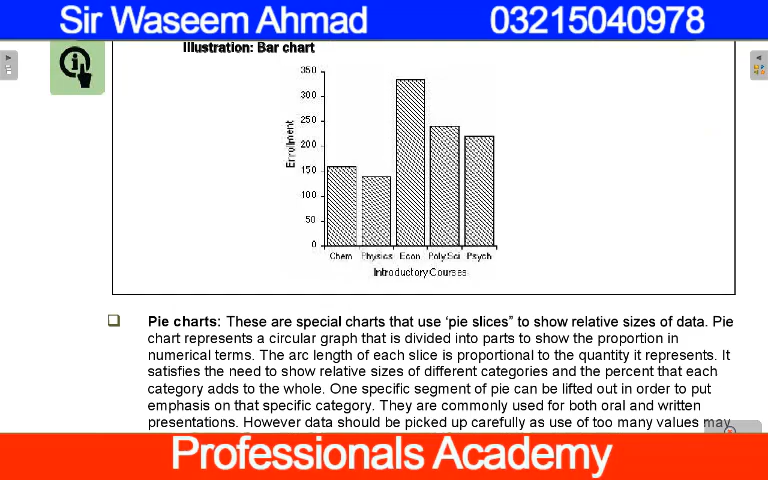 Sir Waseem Ahmad 03215040978
Illustration: Bar chart
350
300
250
200
150
100
50
0
Enrollment
Chem Physics Econ Poly Sci Psych
Introductory Courses
Pie charts: These are special charts that use ‘pie slices” to show relative sizes of data. Pie
chart represents a circular graph that is divided into parts to show the proportion in
numerical terms. The arc length of each slice is proportional to the quantity it represents. It
satisfies the need to show relative sizes of different categories and the percent that each
category adds to the whole. One specific segment of pie can be lifted out in order to put
emphasis on that specific category. They are commonly used for both oral and written
presentations. However data should be picked up carefully as use of too many values may
Professionals Academy